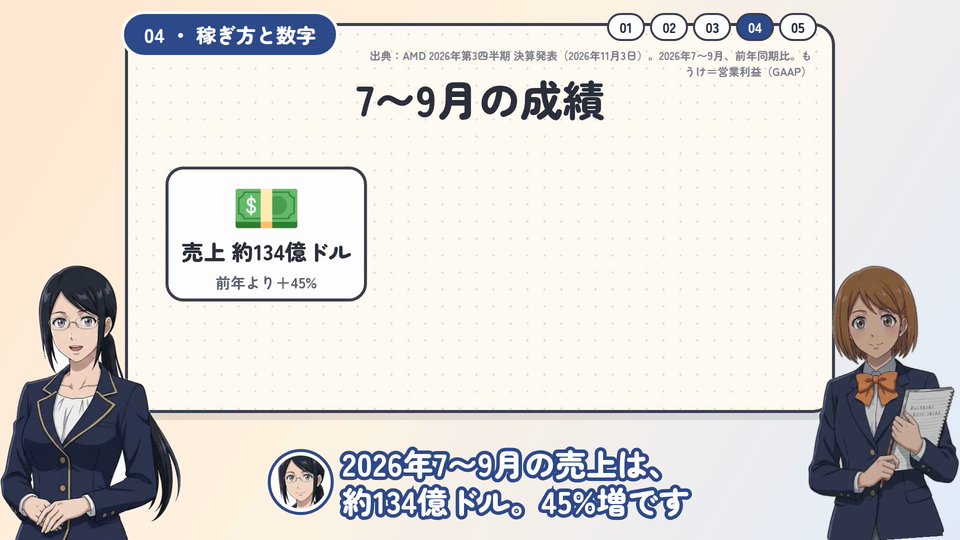 04 ・ 稼ぎ方と数字
01 02 03 04 05
出典：AMD 2026年第3四半期 決算発表（2026年11月3日）。2026年7〜9月、前年同期比。も
うけ＝営業利益（GAAP）
7〜9月の成績
売上 約134億ドル
前年より＋45%
2026年7〜9月の売上は、
約134億ドル。45%増です